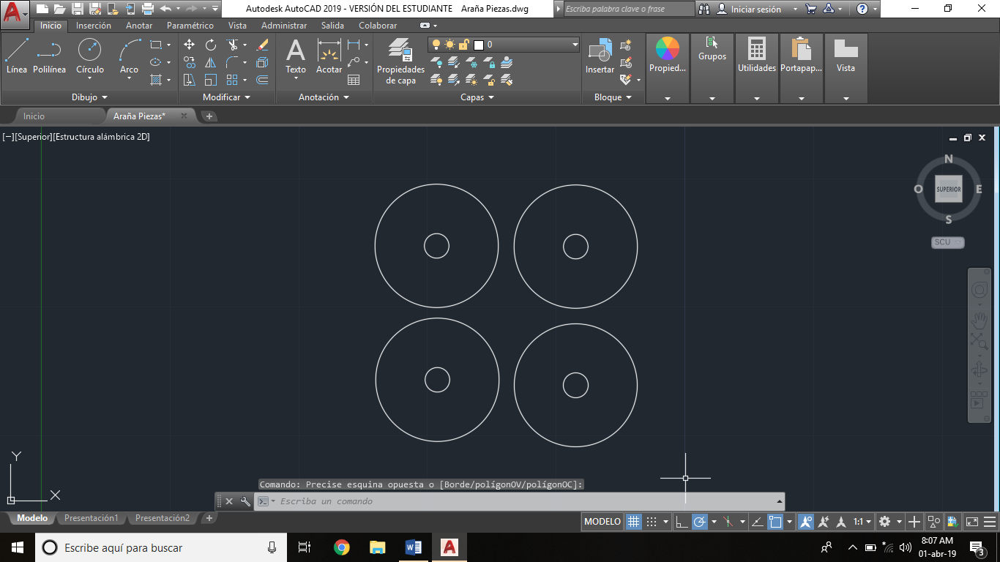 Autodesk AutoCAD 2019 - VERSIÓN DEL ESTUDIANTE Araña Piezas.dwg
Escriba palabra clave o frase
Iniciar sesión
Inicio Inserción Anotar Paramétrico Vista Administrar Salida Colaborar
0
Línea Polilínea Círculo Arco
Texto Acotar
Propiedades de capa
Insertar
Propied...
Grupos
Utilidades
Portapap...
Vista
Dibujo Modificar Anotación Capas Bloque
Inicio Araña Piezas*
[−][Superior][Estructura alámbrica 2D]
N
O SUPERIOR E
S
SCU
Y
X
Comando: Precise esquina opuesta o [Borde/polígonOV/polígonOC]:
Escriba un comando
Modelo Presentación1 Presentación2
MODELO 1:1
Escribe aquí para buscar
8:07 AM
01-abr-19
3